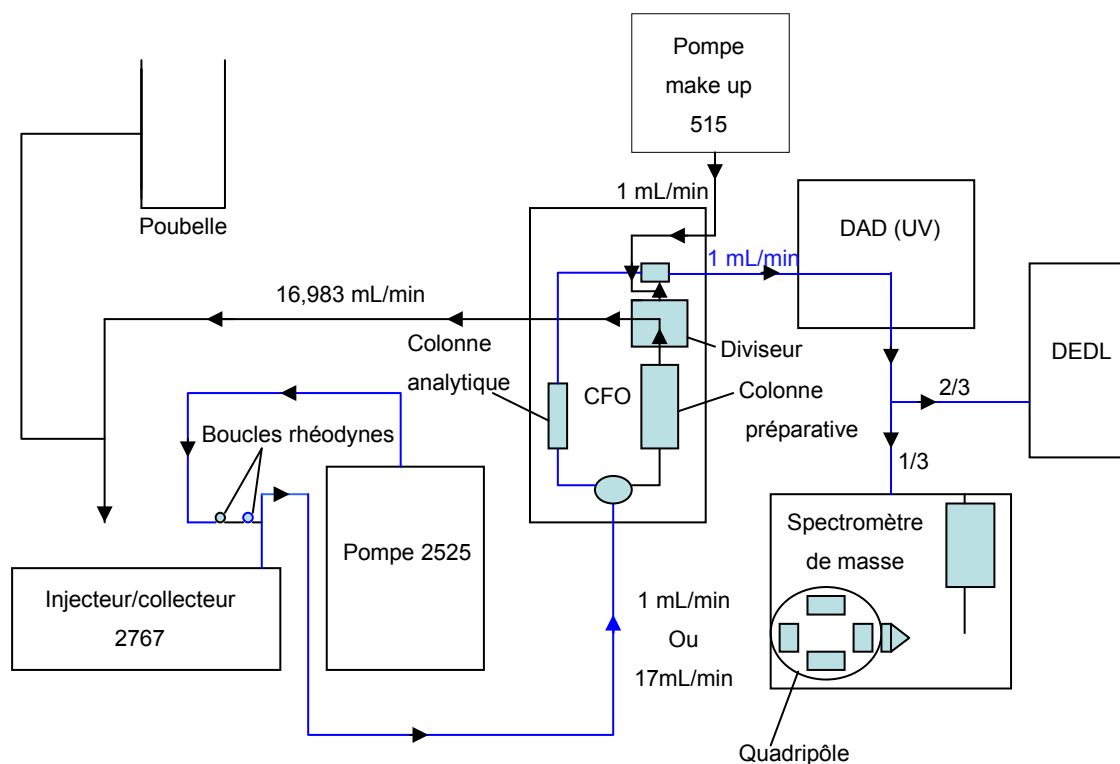 Pompe
make up
515
1 mL/min
Poubelle
DAD (UV)
1 mL/min
16,983 mL/min
Colonne
analytique
Diviseur
CFO
Colonne
préparative
DEDL
2/3
1/3
Boucles rhéodynes
Pompe 2525
Injecteur/collecteur
2767
1 mL/min
Ou
17mL/min
Spectromètre
de masse
Quadripôle